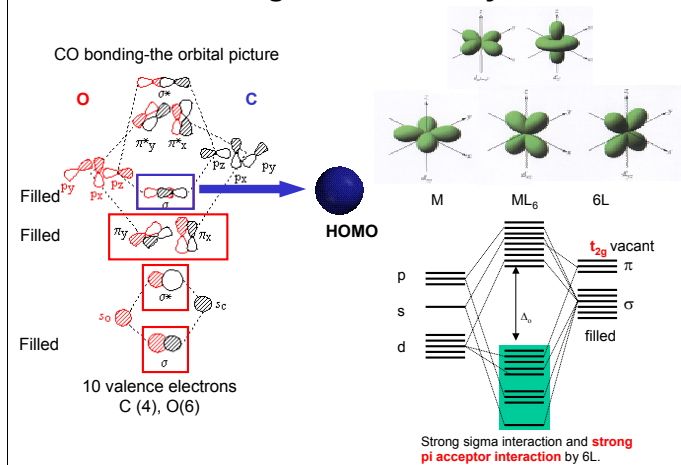 CO bonding-the orbital picture
O
C
σ*
π*y
π*x
py
px
pz
pz
px
py
Filled
σ
HOMO
Filled
πy
πx
σ*
sO
sC
Filled
σ
10 valence electrons
C (4), O(6)
M
ML6
6L
t2g vacant
π
p
s
Δo
σ
d
filled
Strong sigma interaction and strong
pi acceptor interaction by 6L.